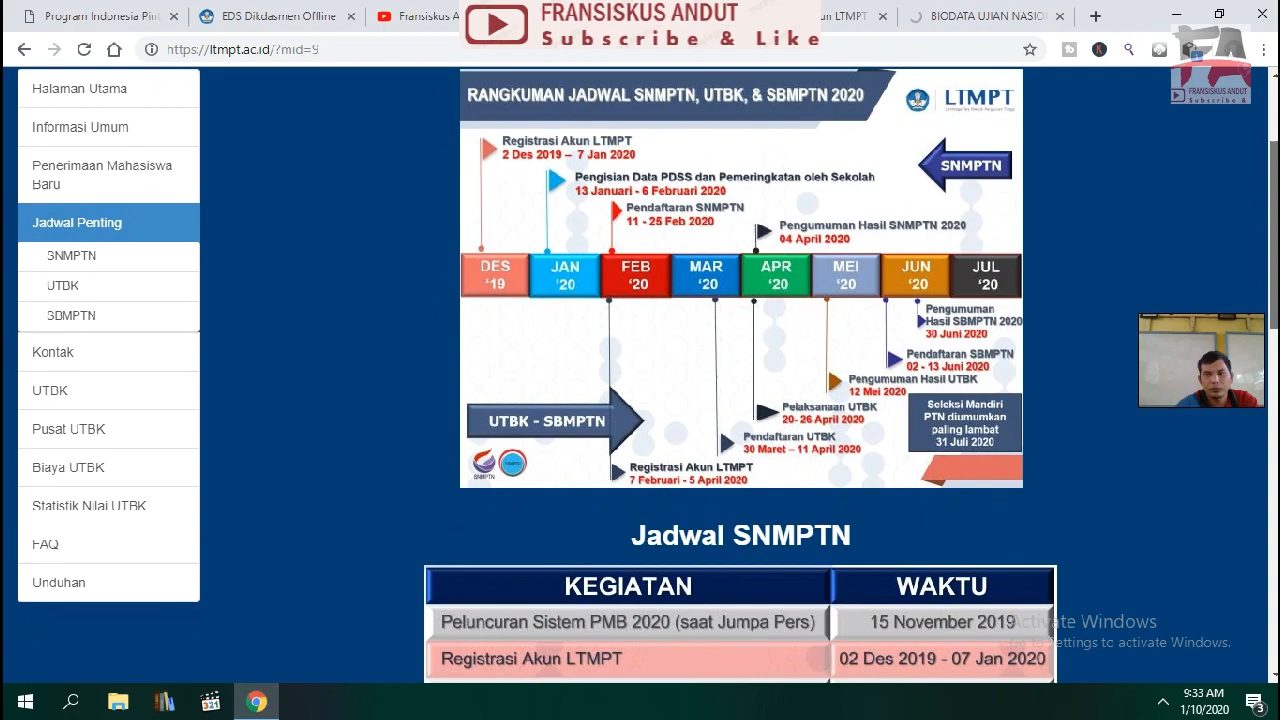 Program Indonesia Pint
EDS Dikdasmen Offline
Fransiskus A
um LTMPT
BIODATA UJIAN NASIO
FRANSISKUS ANDUT
Subscribe & Like
https://ltmpt.ac.id/?mid=9
FRANSISKUS ANDUT
Subscribe &
Halaman Utama
Informasi Umum
Penerimaan Mahasiswa
Baru
Jadwal Penting
SNMPTN
UTBK
SBMPTN
Kontak
UTBK
Pusat UTBK
Biaya UTBK
Statistik Nilai UTBK
FAQ
Unduhan
RANGKUMAN JADWAL SNMPTN, UTBK, & SBMPTN 2020
LTMPT
Registrasi Akun LTMPT
2 Des 2019 – 7 Jan 2020
SNMPTN
Pengisian Data PDSS dan Pemeringkatan oleh Sekolah
13 Januari - 6 Februari 2020
Pendaftaran SNMPTN
11 - 25 Feb 2020
Pengumuman Hasil SNMPTN 2020
04 April 2020
DES '19
JAN '20
FEB '20
MAR '20
APR '20
MEI '20
JUN '20
JUL '20
Pengumuman
Hasil SBMPTN 2020
30 Juni 2020
Pendaftaran SBMPTN
02 - 13 Juni 2020
Pengumuman Hasil UTBK
12 Mei 2020
Pelaksanaan UTBK
20- 26 April 2020
Pendaftaran UTBK
30 Maret – 11 April 2020
Registrasi Akun LTMPT
7 Februari - 5 April 2020
UTBK - SBMPTN
Seleksi Mandiri
PTN diumumkan
paling lambat
31 Juli 2020
SNMPTN
Jadwal SNMPTN
KEGIATAN WAKTU
Peluncuran Sistem PMB 2020 (saat Jumpa Pers) 15 November 2019
Registrasi Akun LTMPT 02 Des 2019 - 07 Jan 2020
Activate Windows
Go to Settings to activate Windows.
321
9:33 AM
1/10/2020
3